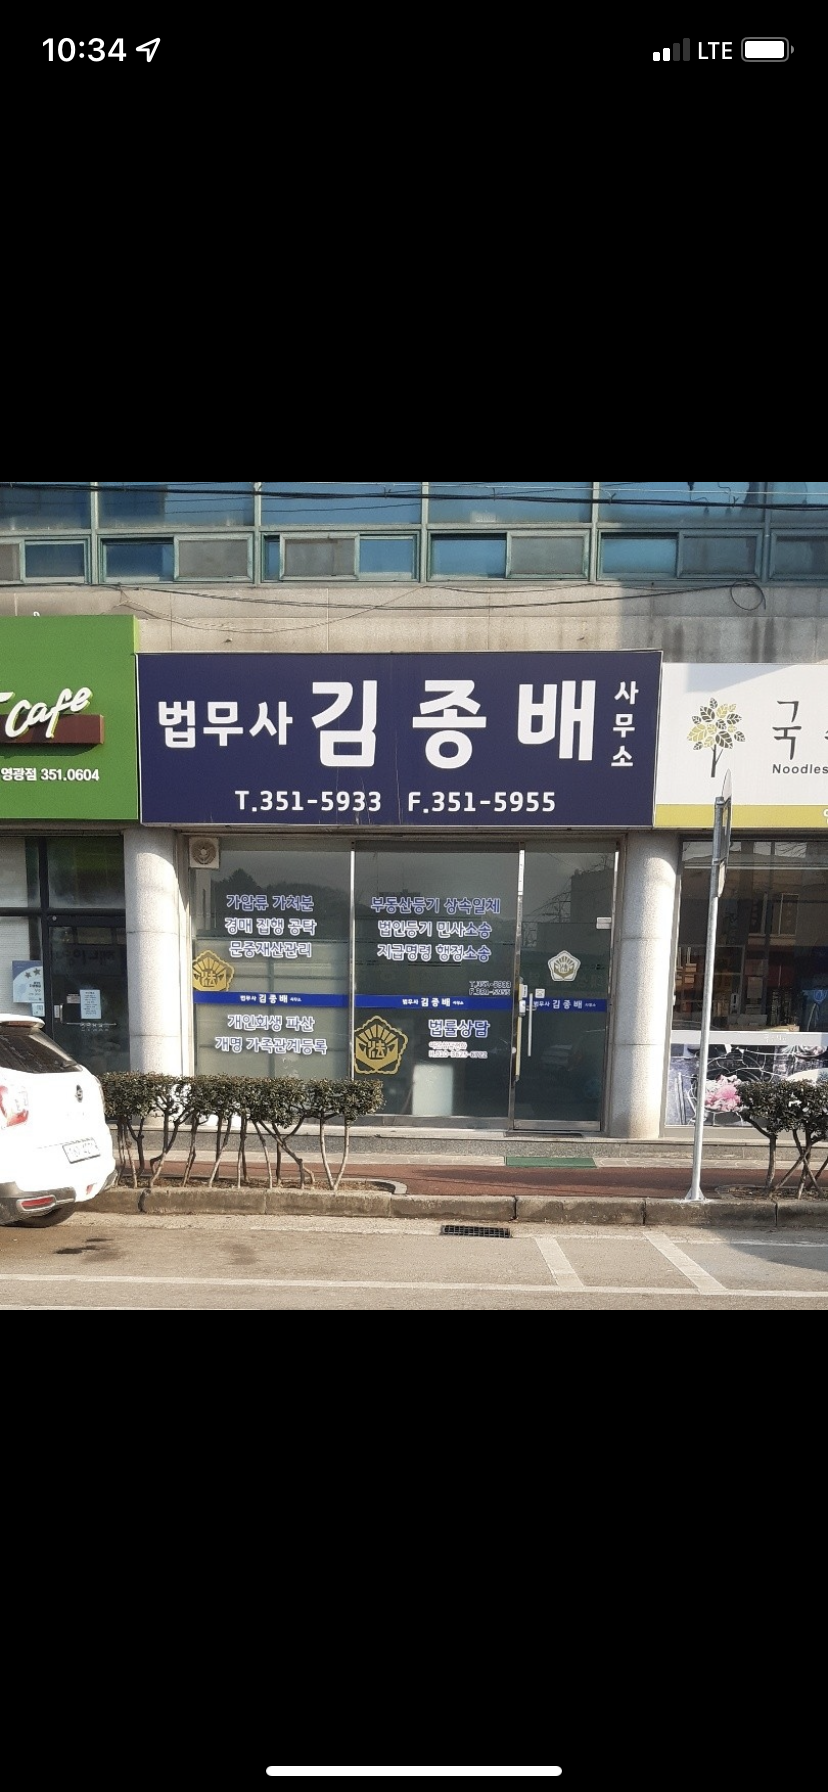 10:34
LTE
Cafe
영광점 351.0604
법무사 김종배 사무소
T.351-5933 F.351-5955
국
Noodles
가압류 가처분
경매 집행 공탁
문중재산관리
부동산등기 상속일체
법인등기 민사소송
지급명령 행정소송
T.351-5933
F.351-5955
법무사 김종배 사무소
법무사 김종배 사무소
법무사 김종배 사무소
개인회생 파산
개명 가족관계등록
법률상담